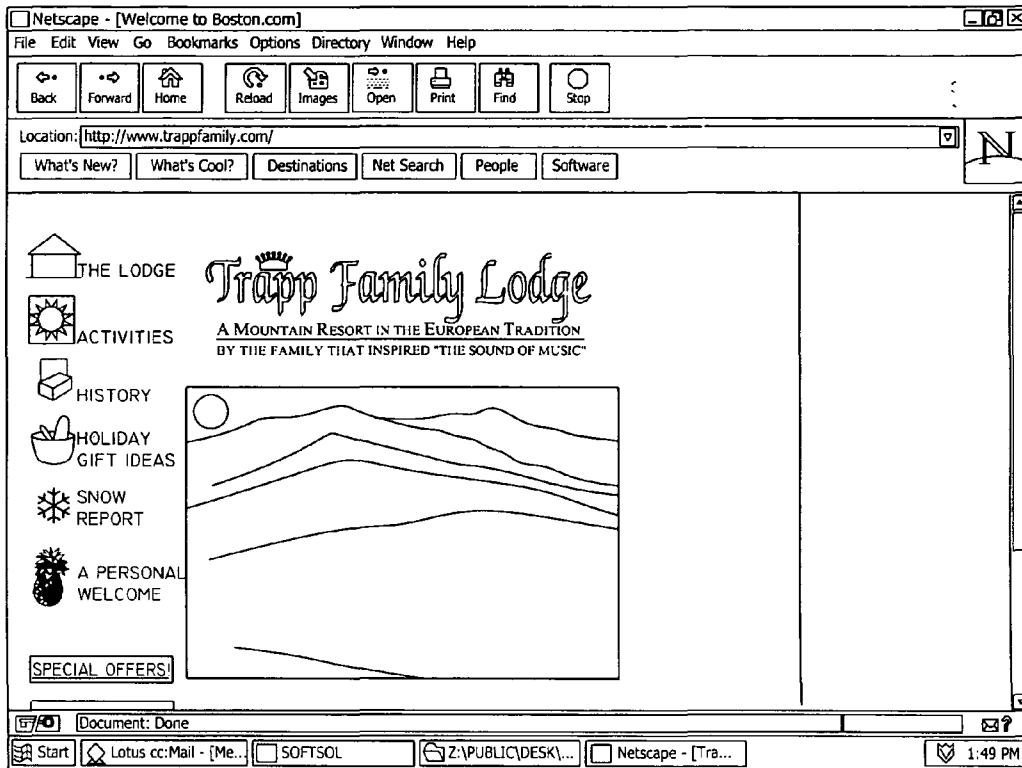 Netscape - [Welcome to Boston.com]
File Edit View Go Bookmarks Options Directory Window Help
Back Forward Home Reload Images Open Print Find Stop
Location: http://www.trappfamily.com/
N
What's New? What's Cool? Destinations Net Search People Software
THE LODGE
Trapp Family Lodge
A MOUNTAIN RESORT IN THE EUROPEAN TRADITION
BY THE FAMILY THAT INSPIRED "THE SOUND OF MUSIC"
ACTIVITIES
HISTORY
HOLIDAY
GIFT IDEAS
SNOW
REPORT
A PERSONAL
WELCOME
SPECIAL OFFERS!
Document: Done
Start Lotus cc:Mail - [Me... SOFTSOL Z:\PUBLIC\DESK\... Netscape - [Tra... 1:49 PM